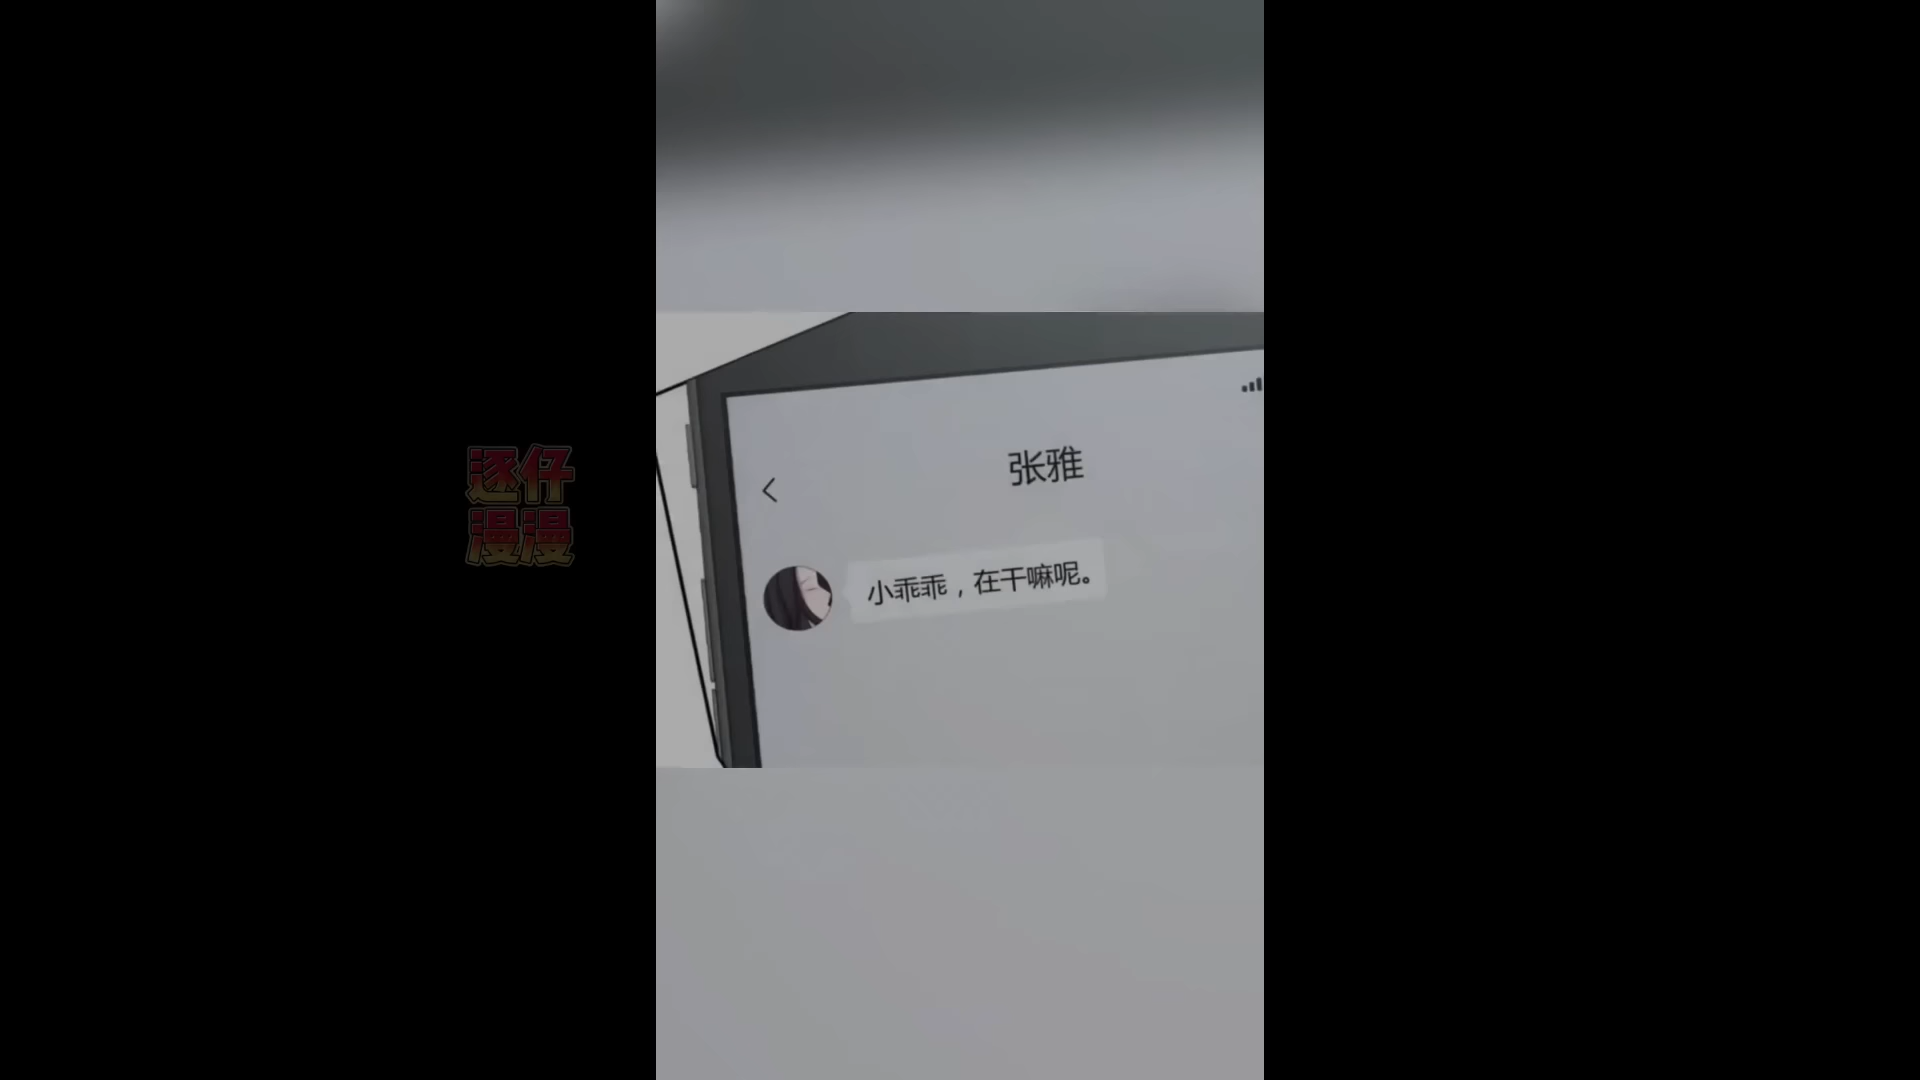 逐仔
漫漫
张雅
小乖乖，在干嘛呢。